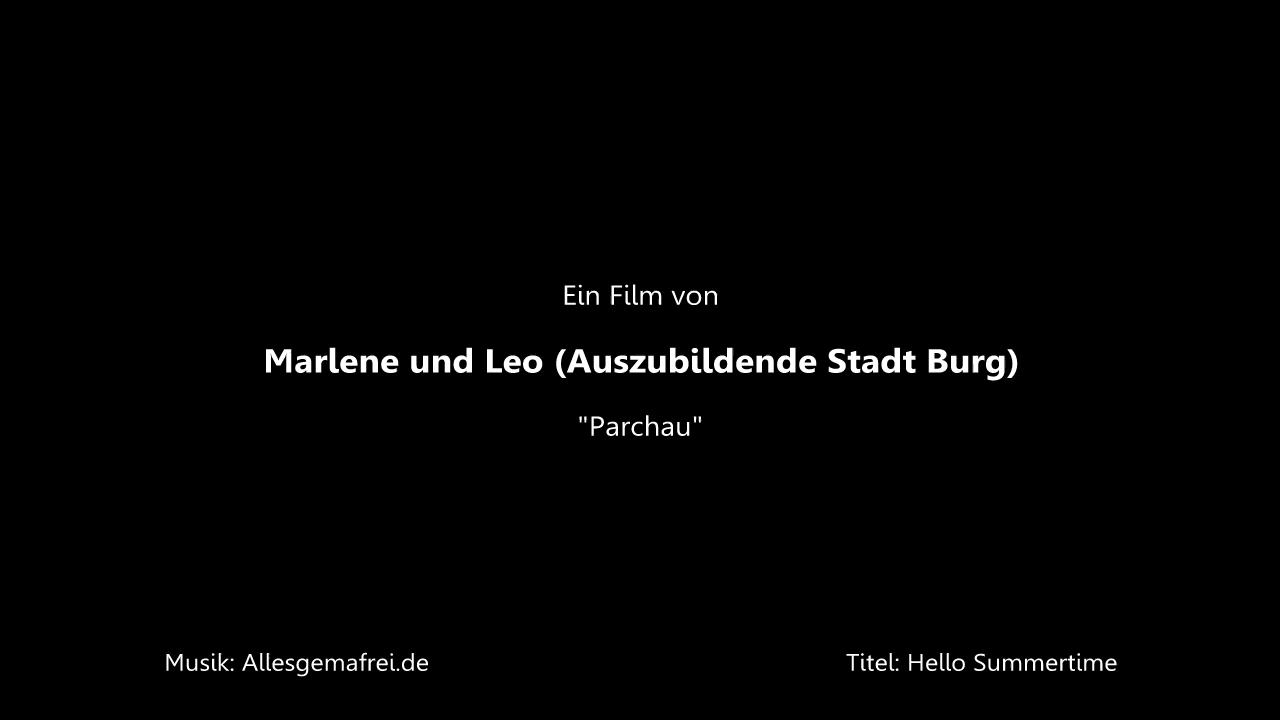 Ein Film von
Marlene und Leo (Auszubildende Stadt Burg)
"Parchau"
Musik: Allesgemafrei.de
Titel: Hello Summertime